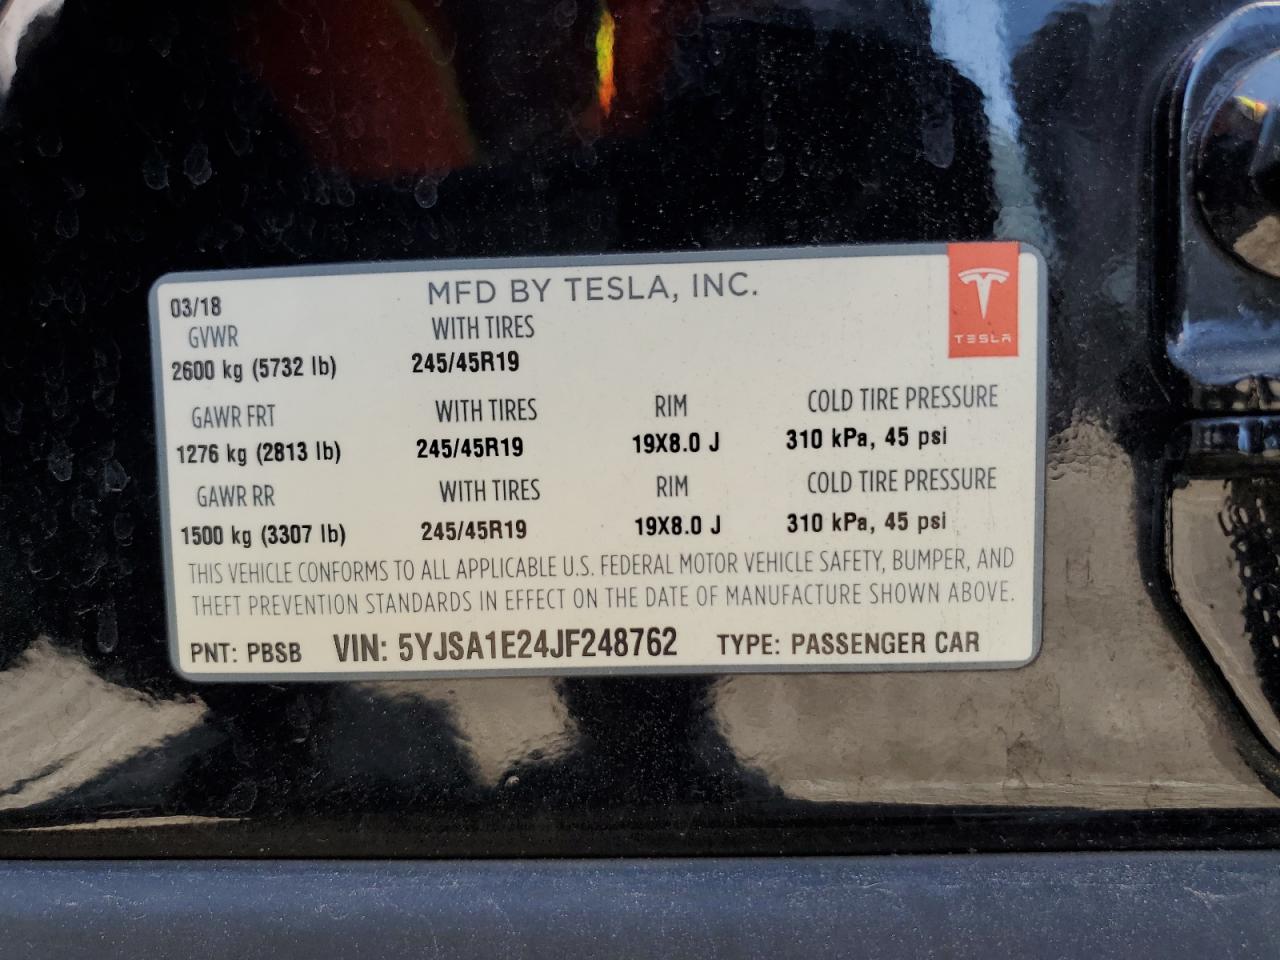 MFD BY TESLA, INC.
TESLA
03/18
GVWR WITH TIRES
2600 kg (5732 lb) 245/45R19
GAWR FRT WITH TIRES RIM COLD TIRE PRESSURE
1276 kg (2813 lb) 245/45R19 19X8.0 J 310 kPa, 45 psi
GAWR RR WITH TIRES RIM COLD TIRE PRESSURE
1500 kg (3307 lb) 245/45R19 19X8.0 J 310 kPa, 45 psi
THIS VEHICLE CONFORMS TO ALL APPLICABLE U.S. FEDERAL MOTOR VEHICLE SAFETY, BUMPER, AND
THEFT PREVENTION STANDARDS IN EFFECT ON THE DATE OF MANUFACTURE SHOWN ABOVE.
PNT: PBSB VIN: 5YJSA1E24JF248762 TYPE: PASSENGER CAR